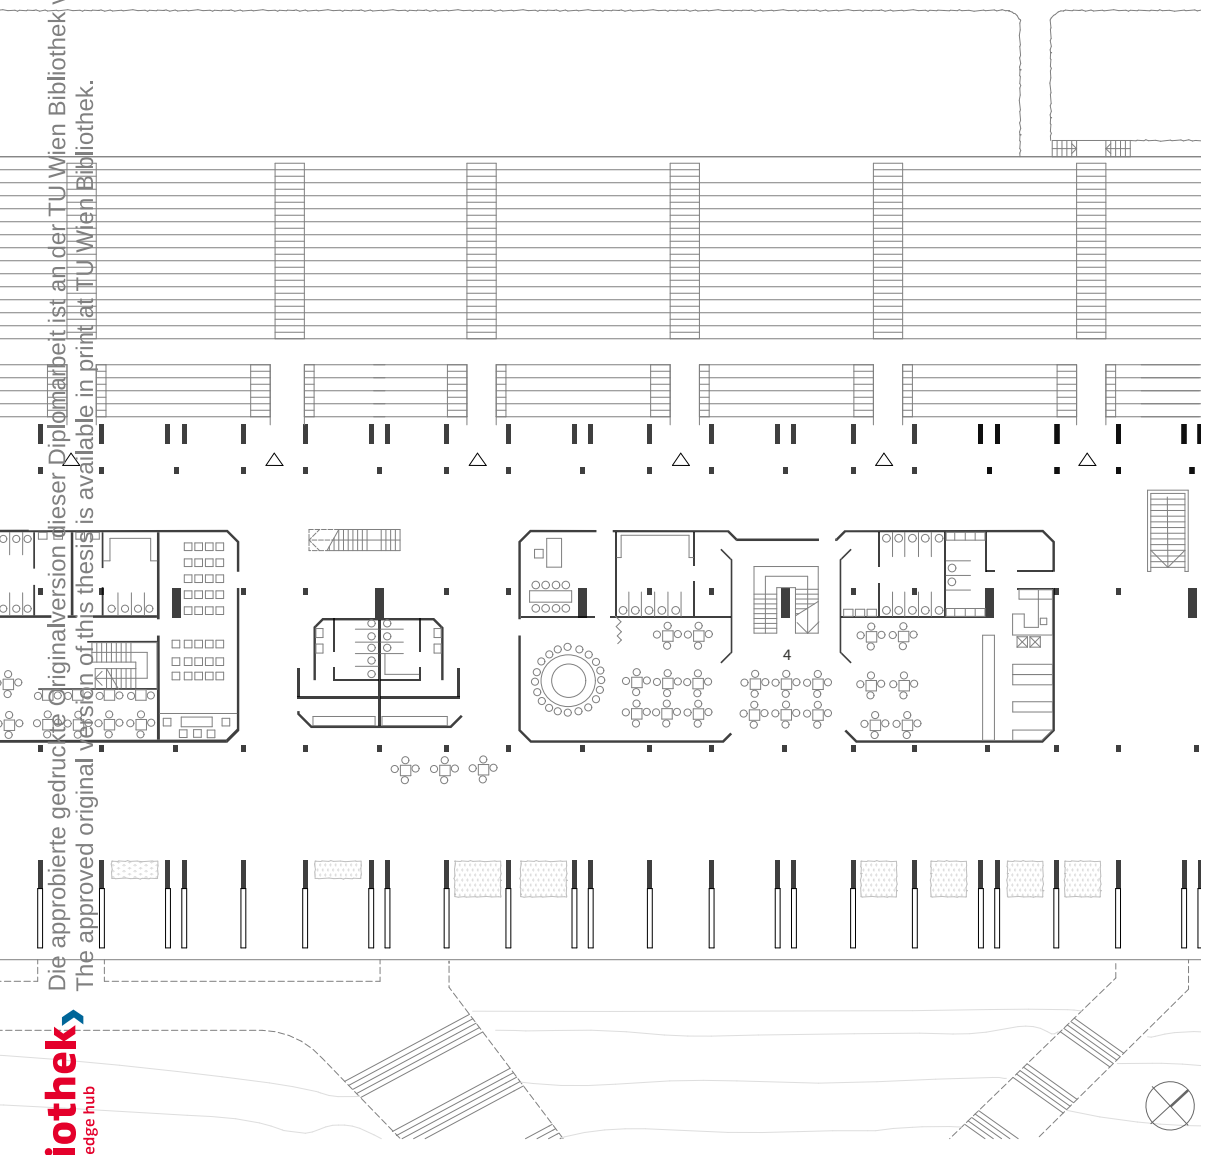 Die approbierte gedruckte Originalversion dieser Diplomarbeit ist an der TU Wien Bibliothek
The approved original version of this thesis is available in print at TU Wien Bibliothek.
4
iothek
edge hub